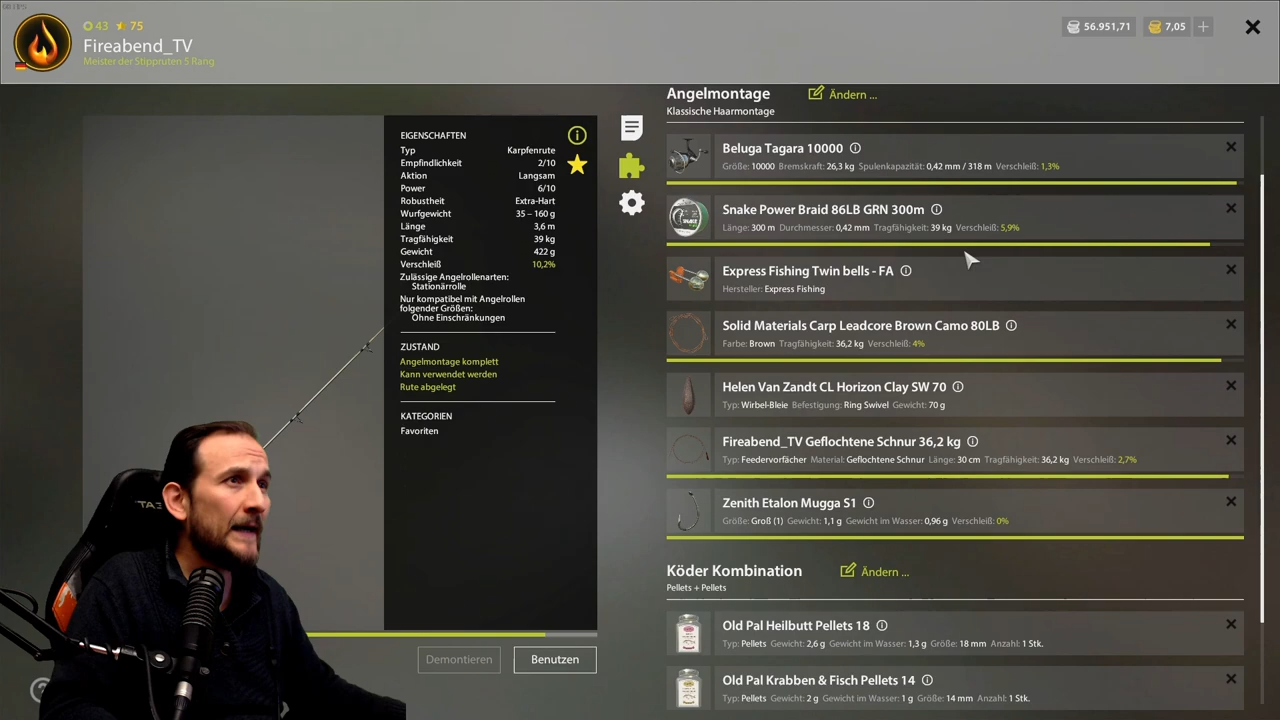 43 75
Fireabend_TV
Meister der Stippruten 5 Rang
56.951,71
7,05
EIGENSCHAFTEN
Typ Karpfenrute
Empfindlichkeit 2/10
Aktion Langsam
Power 6/10
Robustheit Extra-Hart
Wurfgewicht 35 – 160 g
Länge 3,6 m
Tragfähigkeit 39 kg
Gewicht 422 g
Verschleiß 10,2%
Zulässige Angelrollenarten:
Stationärrolle
Nur kompatibel mit Angelrollen
folgender Größen:
Ohne Einschränkungen
ZUSTAND
Angelmontage komplett
Kann verwendet werden
Rute abgelegt
KATEGORIEN
Favoriten
Demontieren
Benutzen
Angelmontage Ändern ...
Klassische Haarmontage
Beluga Tagara 10000
Größe: 10000 Bremskraft: 26,3 kg Spulenkapazität: 0,42 mm / 318 m Verschleiß: 1,3%
Snake Power Braid 86LB GRN 300m
Länge: 300 m Durchmesser: 0,42 mm Tragfähigkeit: 39 kg Verschleiß: 5,9%
Express Fishing Twin bells - FA
Hersteller: Express Fishing
Solid Materials Carp Leadcore Brown Camo 80LB
Farbe: Brown Tragfähigkeit: 36,2 kg Verschleiß: 4%
Helen Van Zandt CL Horizon Clay SW 70
Typ: Wirbel-Bleie Befestigung: Ring Swivel Gewicht: 70 g
Fireabend_TV Geflochtene Schnur 36,2 kg
Typ: Feedervorfächer Material: Geflochtene Schnur Länge: 30 cm Tragfähigkeit: 36,2 kg Verschleiß: 2,7%
Zenith Etalon Mugga S1
Größe: Groß (1) Gewicht: 1,1 g Gewicht im Wasser: 0,96 g Verschleiß: 0%
Köder Kombination Ändern ...
Pellets + Pellets
Old Pal Heilbutt Pellets 18
Typ: Pellets Gewicht: 2,6 g Gewicht im Wasser: 1,3 g Größe: 18 mm Anzahl: 1 Stk.
Old Pal Krabben & Fisch Pellets 14
Typ: Pellets Gewicht: 2 g Gewicht im Wasser: 1 g Größe: 14 mm Anzahl: 1 Stk.